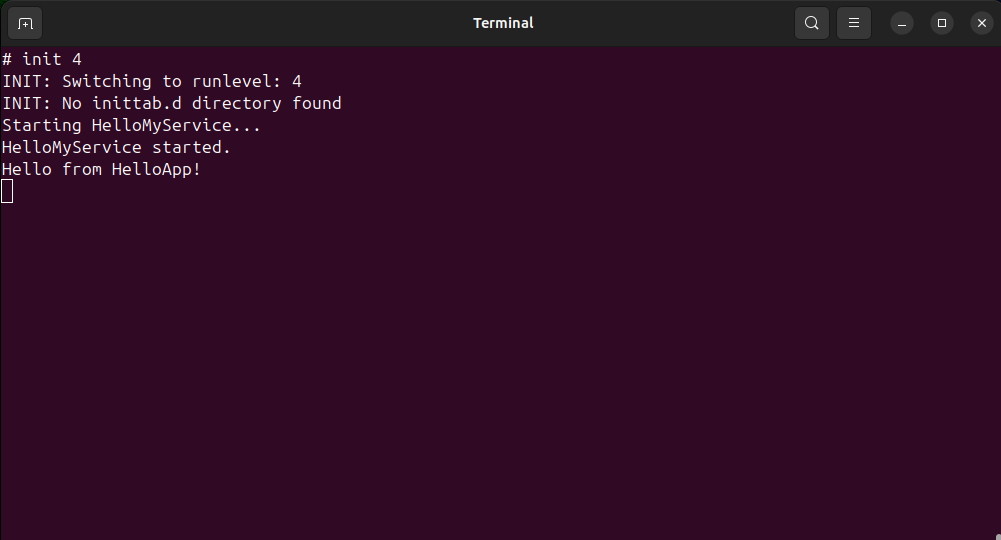 Terminal
# init 4
INIT: Switching to runlevel: 4
INIT: No inittab.d directory found
Starting HelloMyService...
HelloMyService started.
Hello from HelloApp!